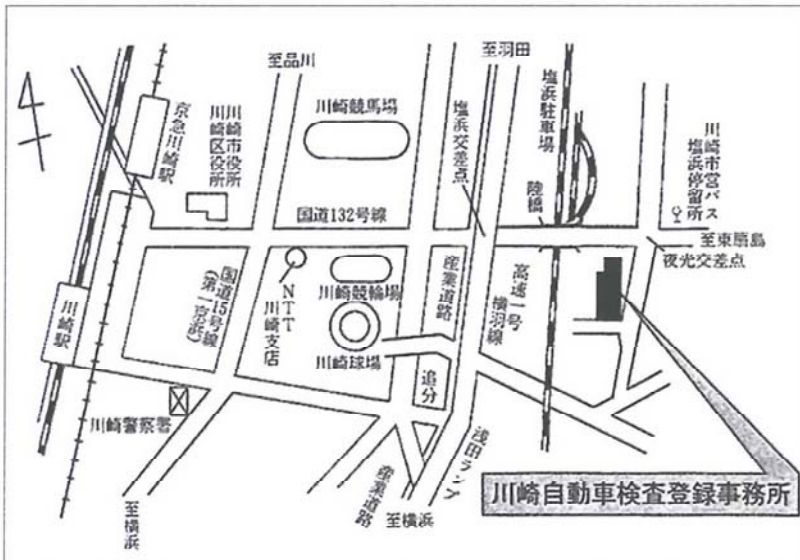 至品川
至羽田
川崎競馬場
塩浜交差点
塩浜駐車場
川崎市営バス
塩浜停留所
京急川崎駅
川崎市役所
川崎区役所
陸橋
国道132号線
至東扇島
夜光交差点
国道15号線
(第一京浜)
NTT
川崎支店
川崎競輪場
産業道路
高速一号
横羽線
川崎駅
川崎球場
追分
川崎警察署
浅田ランプ
産業道路
至横浜
至横浜
川崎自動車検査登録事務所